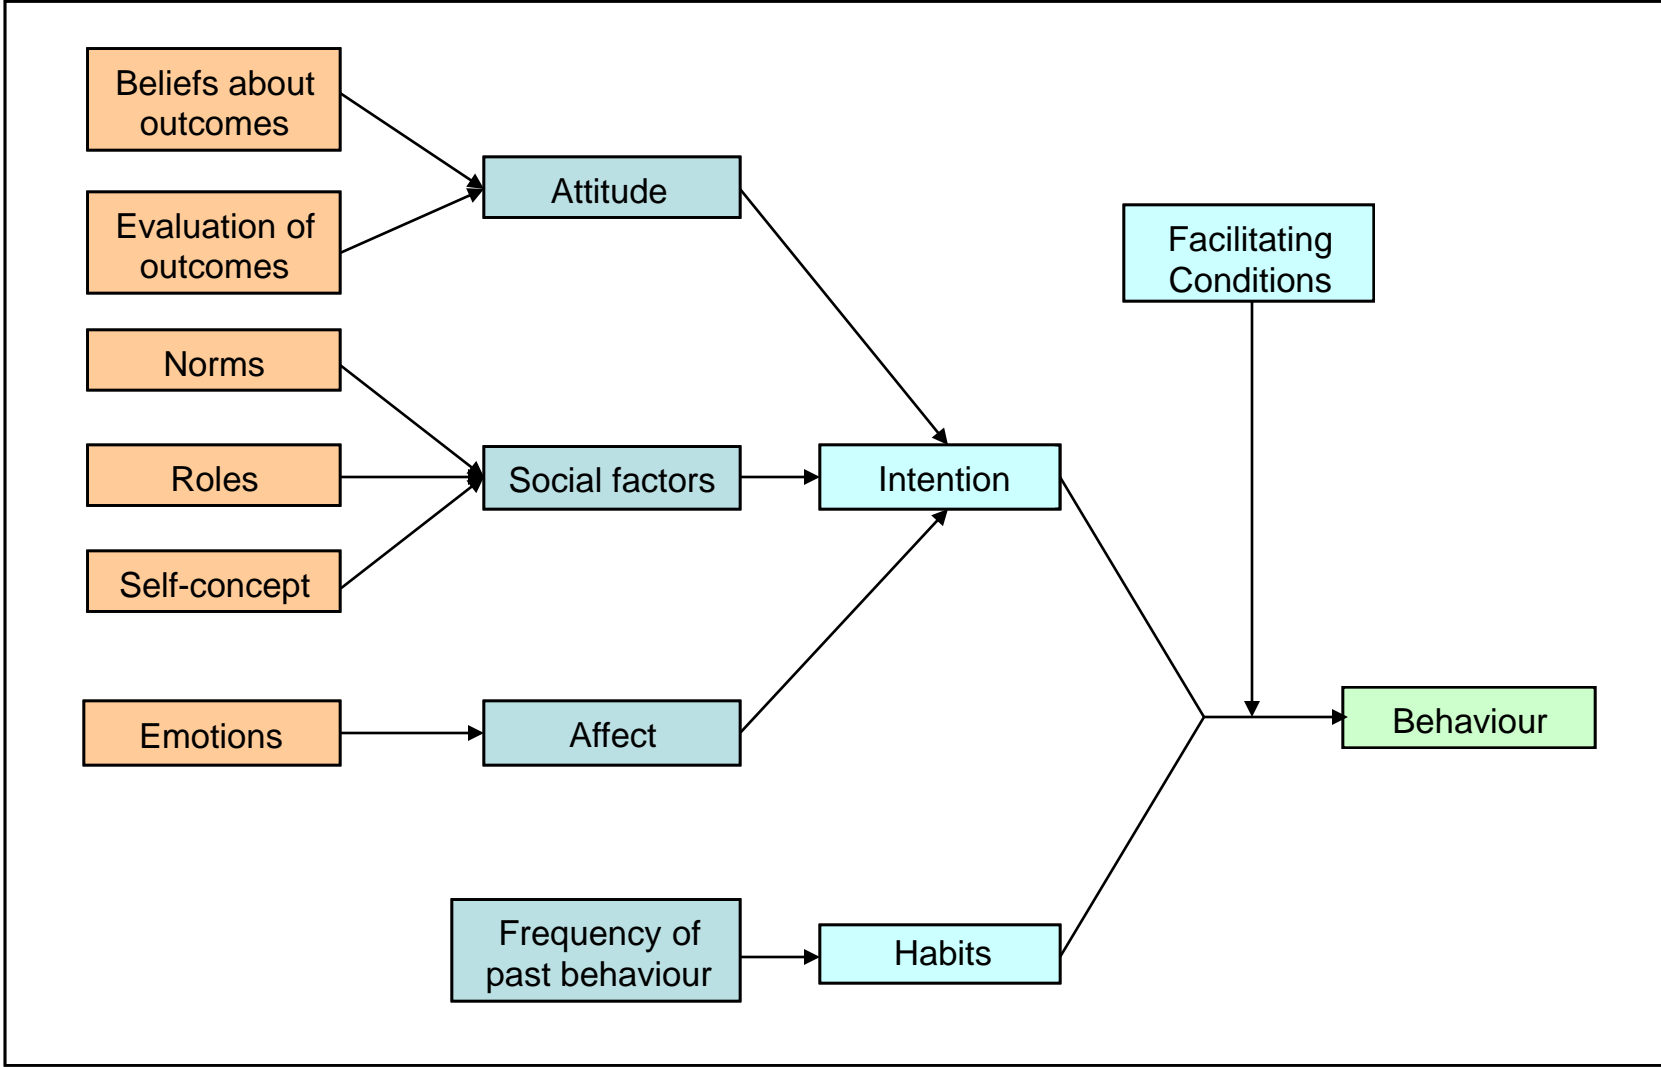 Beliefs about
outcomes
Evaluation of
outcomes
Norms
Roles
Self-concept
Emotions
Attitude
Social factors
Affect
Frequency of
past behaviour
Intention
Habits
Facilitating
Conditions
Behaviour